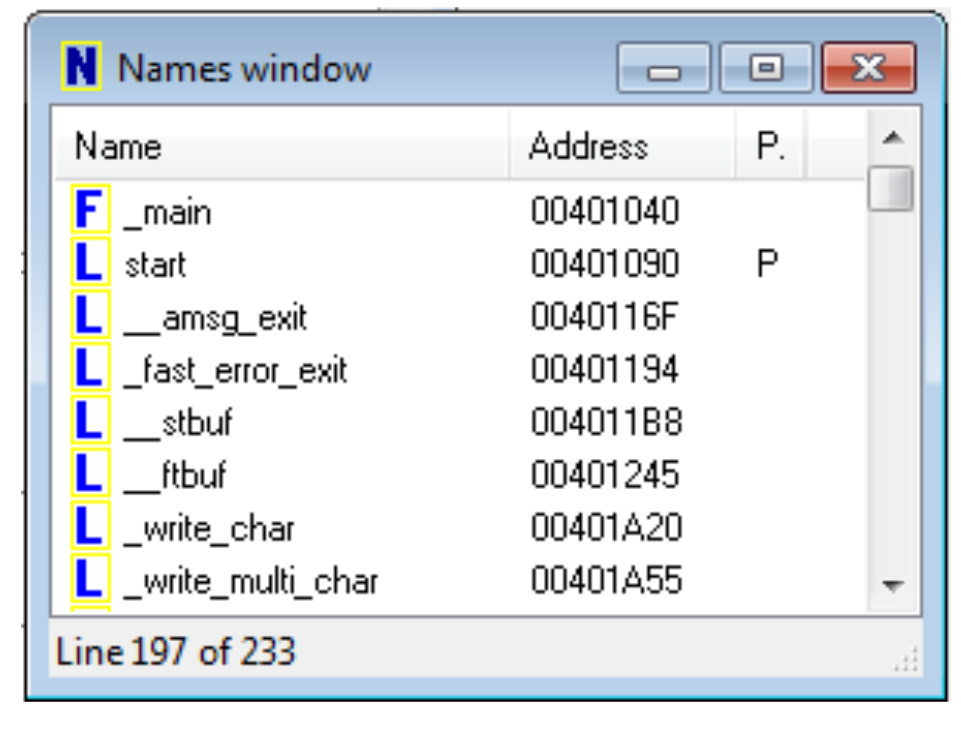 N Names window
Name Address P.
F _main 00401040
L start 00401090 P
L __amsg_exit 0040116F
L _fast_error_exit 00401194
L __stbuf 004011B8
L __ftbuf 00401245
L _write_char 00401A20
L _write_multi_char 00401A55
Line 197 of 233